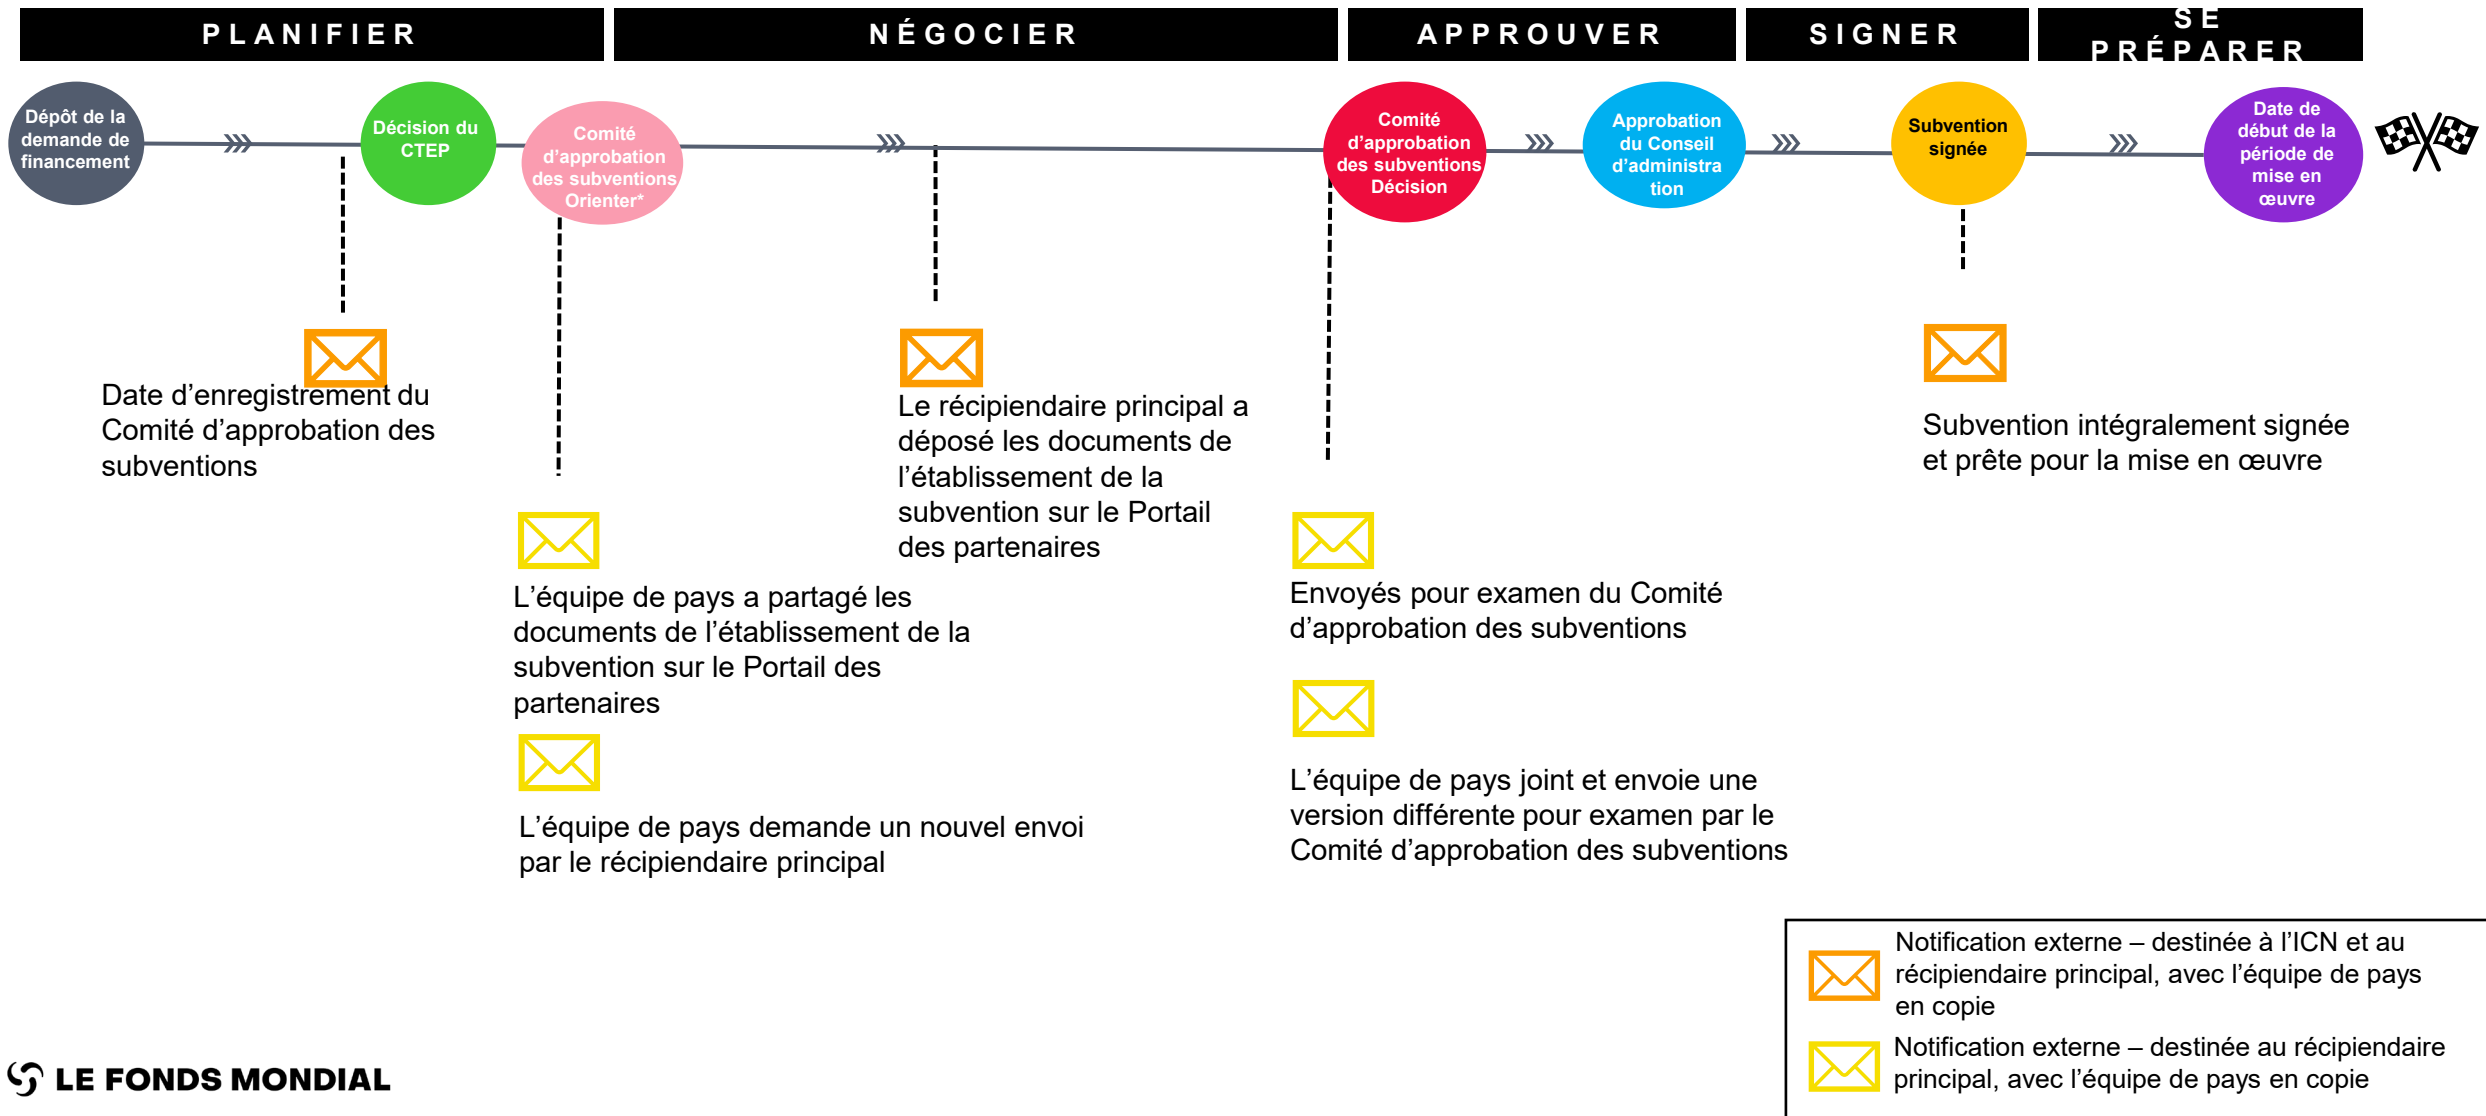 PLANIFIER
NÉGOCIER
APPROUVER
SIGNER
SE
PRÉPARER
Dépôt de la
demande de
financement
Décision du
CTEP
Comité
d’approbation
des subventions
Orienter*
Comité
d’approbation
des subventions
Décision
Approbation
du Conseil
d’administra
tion
Subvention
signée
Date de
début de la
période de
mise en
œuvre
Date d’enregistrement du
Comité d’approbation des
subventions
L’équipe de pays a partagé les
documents de l’établissement de la
subvention sur le Portail des
partenaires
L’équipe de pays demande un nouvel envoi
par le récipiendaire principal
Le récipiendaire principal a
déposé les documents de
l’établissement de la
subvention sur le Portail
des partenaires
Envoyés pour examen du Comité
d’approbation des subventions
L’équipe de pays joint et envoie une
version différente pour examen par le
Comité d’approbation des subventions
Subvention intégralement signée
et prête pour la mise en œuvre
Notification externe – destinée à l’ICN et au
récipiendaire principal, avec l’équipe de pays
en copie
Notification externe – destinée au récipiendaire
principal, avec l’équipe de pays en copie
LE FONDS MONDIAL